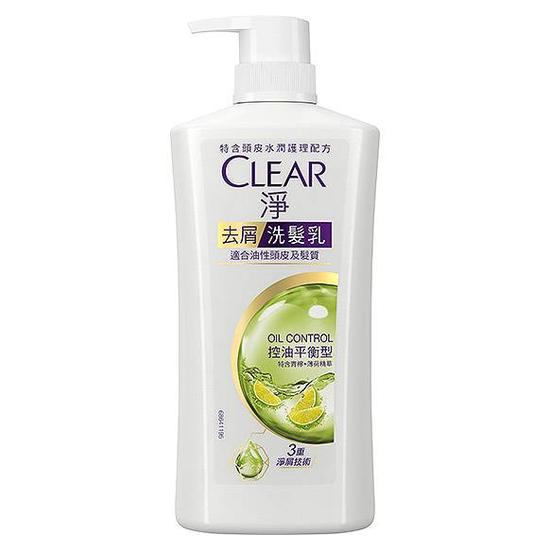 特含頭皮水潤護理配方
CLEAR
淨
去屑 洗髮乳
適合油性頭皮及髮質
OIL CONTROL
控油平衡型
特含青檸+薄荷精華
68641196
3重
淨屑技術